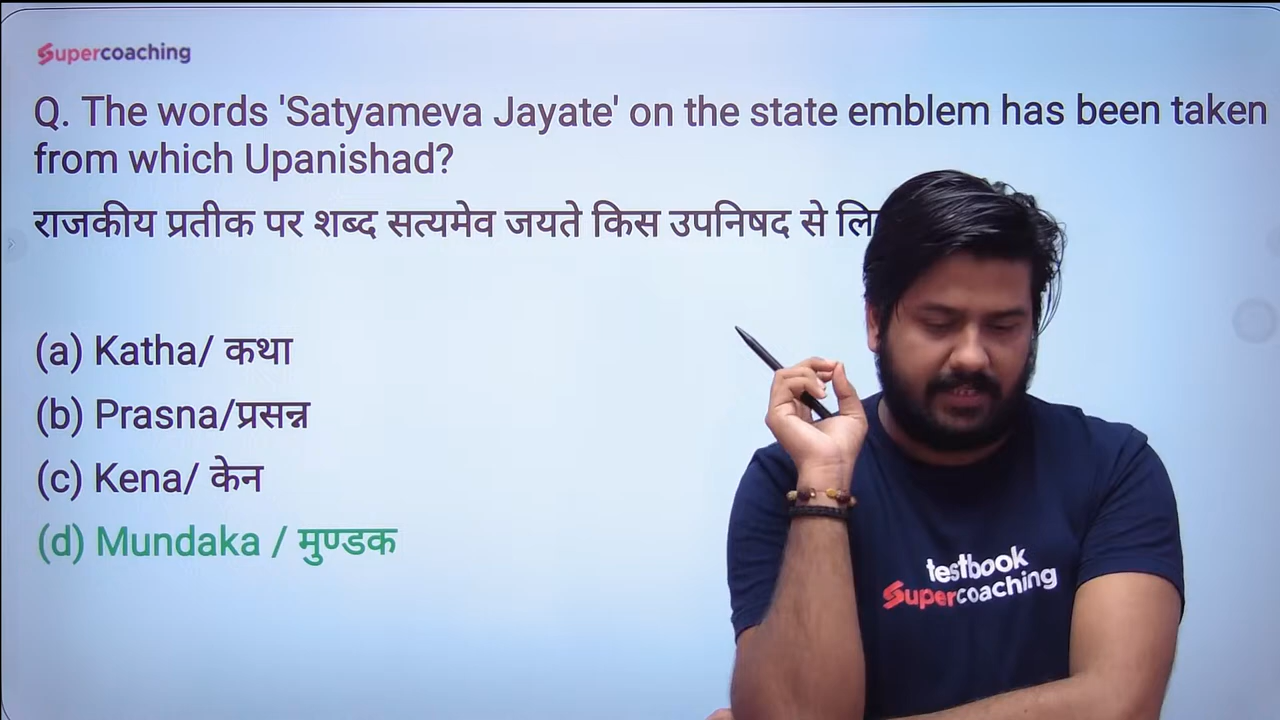 Supercoaching
Q. The words 'Satyameva Jayate' on the state emblem has been taken
from which Upanishad?
राजकीय प्रतीक पर शब्द सत्यमेव जयते किस उपनिषद से
(a) Katha/ कथा
(b) Prasna/प्रसन्न
(c) Kena/ केन
(d) Mundaka / मुण्डक
testbook
Supercoaching